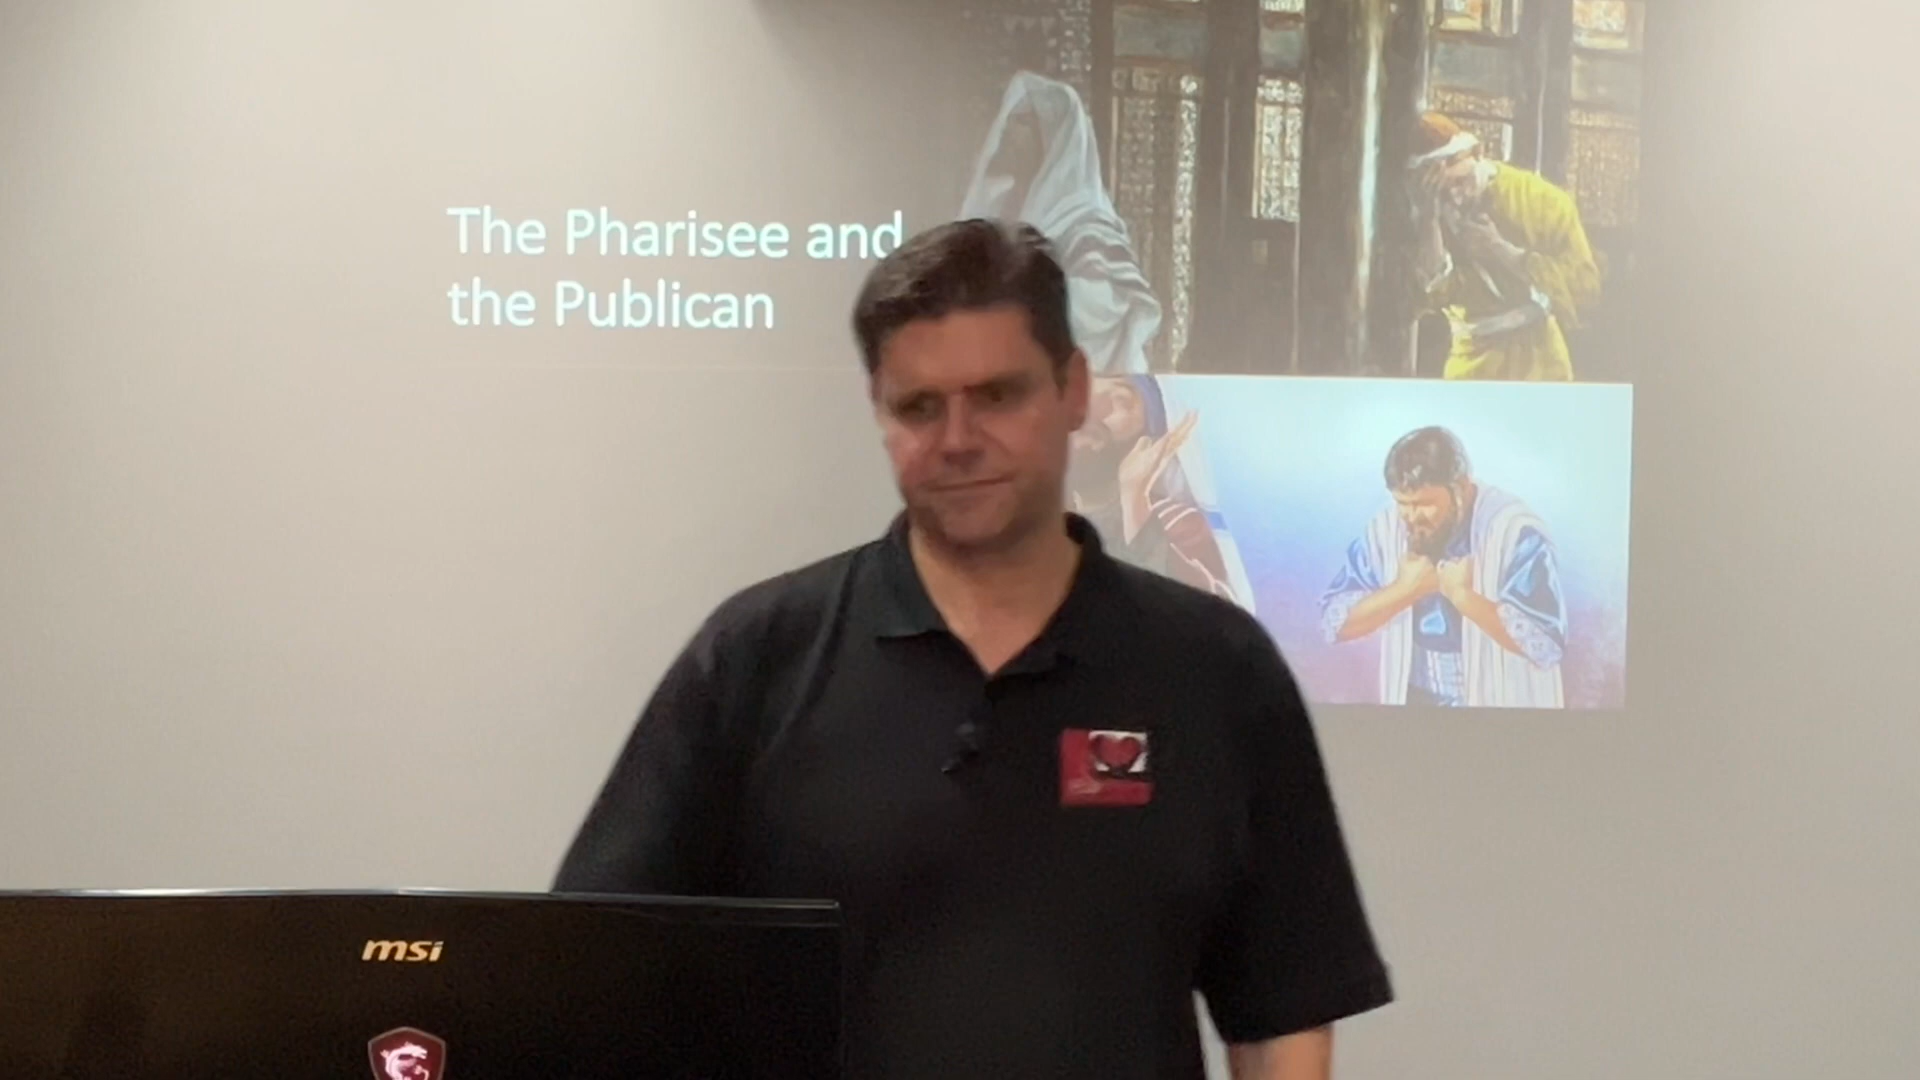 The Pharisee and
the Publican
msi